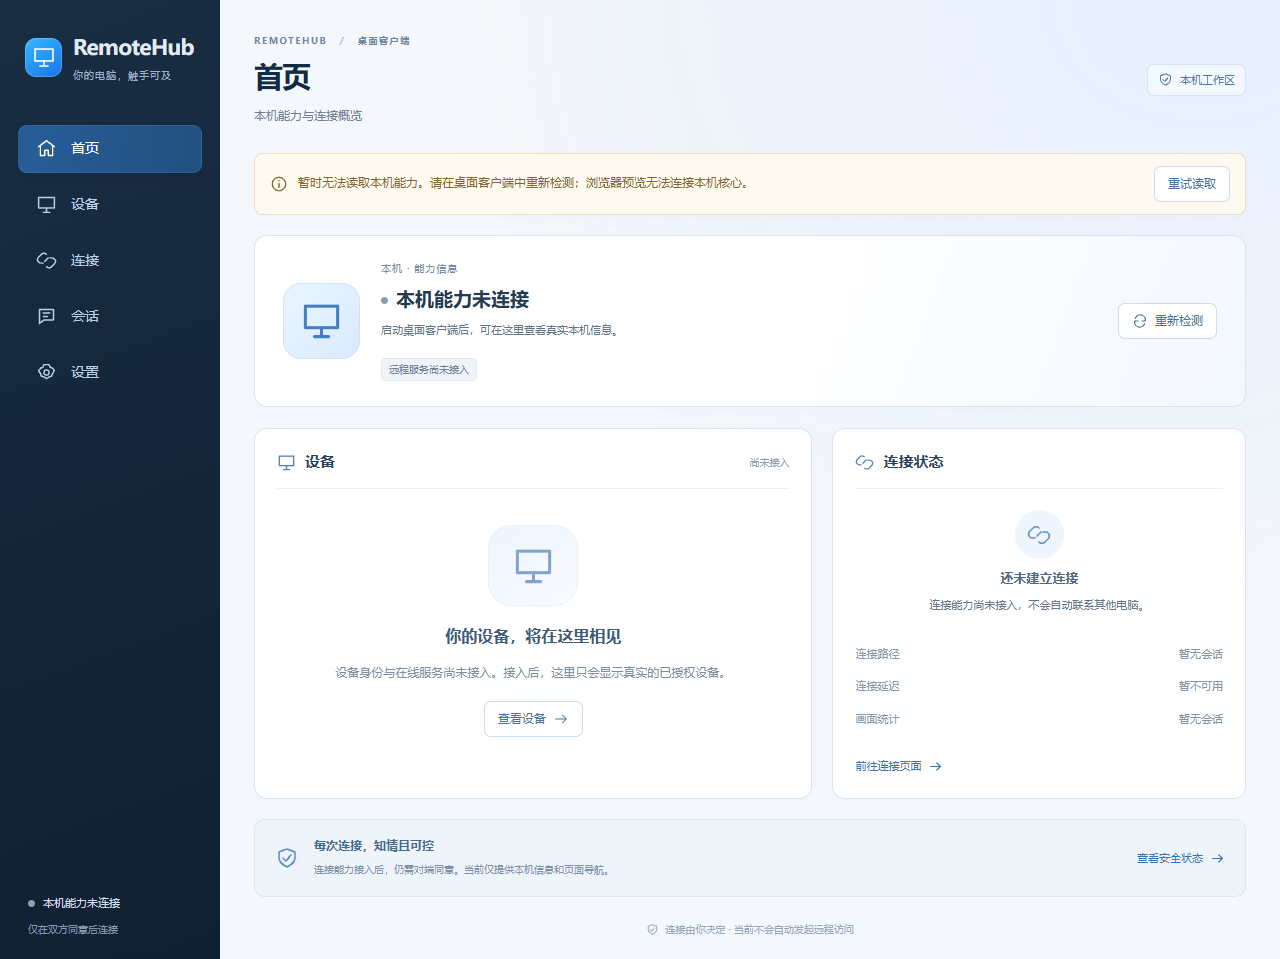 RemoteHub
你的电脑，触手可及
首页
设备
连接
会话
设置
本机能力未连接
仅在双方同意后连接
REMOTEHUB / 桌面客户端
首页
本机能力与连接概览
本机工作区
暂时无法读取本机能力。请在桌面客户端中重新检测；浏览器预览无法连接本机核心。
重试读取
本机 · 能力信息
本机能力未连接
启动桌面客户端后，可在这里查看真实本机信息。
远程服务尚未接入
重新检测
设备
尚未接入
你的设备，将在这里相见
设备身份与在线服务尚未接入。接入后，这里只会显示真实的已授权设备。
查看设备
连接状态
还未建立连接
连接能力尚未接入，不会自动联系其他电脑。
连接路径 暂无会话
连接延迟 暂不可用
画面统计 暂无会话
前往连接页面
每次连接，知情且可控
连接能力接入后，仍需对端同意。当前仅提供本机信息和页面导航。
查看安全状态
连接由你决定 · 当前不会自动发起远程访问